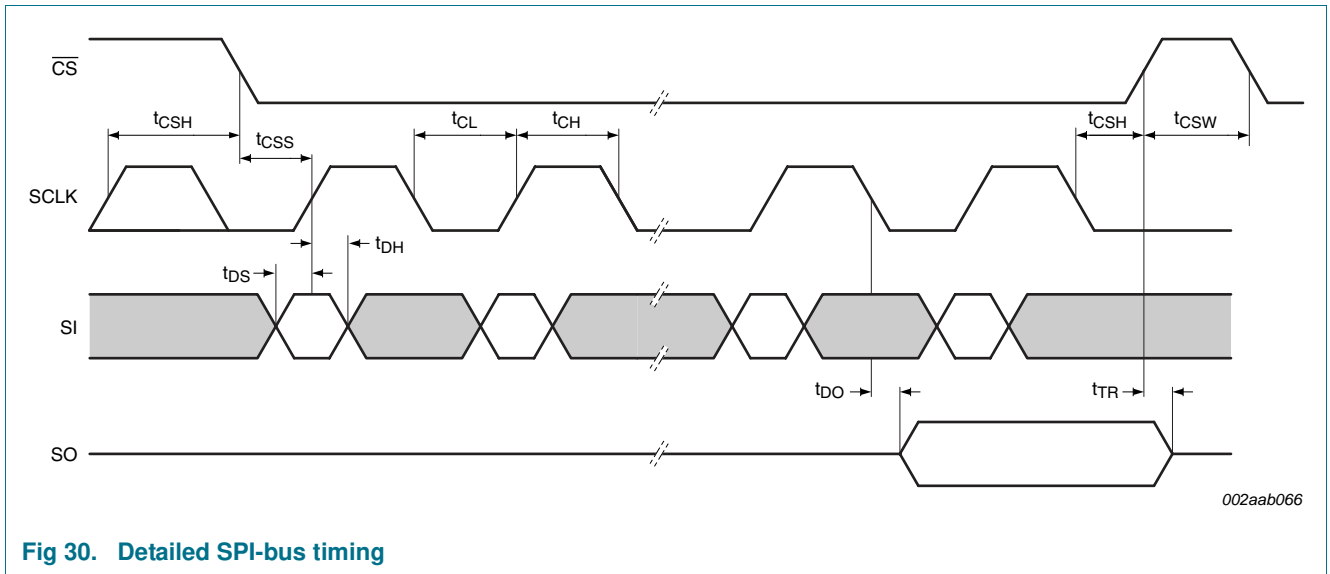 CS
tCSH
tCSS
tCL
tCH
tCSH
tCSW
SCLK
tDH
tDS
SI
tDO
tTR
SO
002aab066
Fig 30. Detailed SPI-bus timing